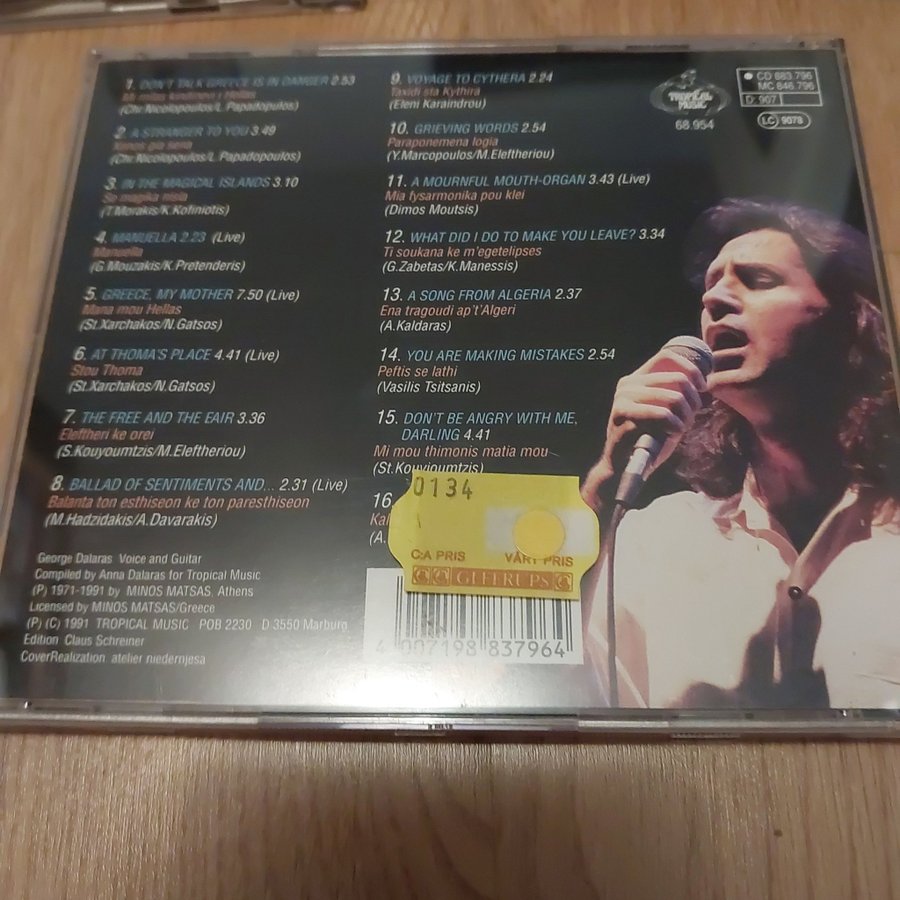 1. DON'T TALK GREECE IS IN DANGER 2.53
Mi milas kindinevi i Hellas
(Chr.Nicolopoulos/L.Papadopulos)
2. A STRANGER TO YOU 3.49
Xenos gia sena
(Chr.Nicolopoulos/L.Papadopoulos)
3. IN THE MAGICAL ISLANDS 3.10
Se magika nisia
(T.Morakis/K.Kofiniotis)
4. MANUELLA 2.23 (Live)
Manuella
(G.Mouzakis/K.Pretenderis)
5. GREECE, MY MOTHER 7.50 (Live)
Mana mou Hellas
(St.Xarchakos/N.Gatsos)
6. AT THOMA'S PLACE 4.41 (Live)
Stou Thoma
(St.Xarchakos/N.Gatsos)
7. THE FREE AND THE FAIR 3.36
Eleftheri ke orei
(S.Kouyoumtzis/M.Eleftheriou)
8. BALLAD OF SENTIMENTS AND... 2.31 (Live)
Balanta ton esthiseon ke ton paresthiseon
(M.Hadzidakis/A.Davarakis)
George Dalaras Voice and Guitar
Compiled by Anna Dalaras for Tropical Music
(P) 1971-1991 by MINOS MATSAS, Athens
Licensed by MINOS MATSAS/Greece
(P) (C) 1991 TROPICAL MUSIC POB 2230 D 3550 Marburg
Edition Claus Schreiner
CoverRealization atelier niedernjesa
9. VOYAGE TO CYTHERA 2.24
Taxidi sta Kythira
(Eleni Karaindrou)
10. GRIEVING WORDS 2.54
Paraponemena logia
(Y.Marcopoulos/M.Eleftheriou)
11. A MOURNFUL MOUTH-ORGAN 3.43 (Live)
Mia fysarmonika pou klei
(Dimos Moutsis)
12. WHAT DID I DO TO MAKE YOU LEAVE? 3.34
Ti soukana ke m'egetelipses
(G.Zabetas/K.Manessis)
13. A SONG FROM ALGERIA 2.37
Ena tragoudi ap't'Algeri
(A.Kaldaras)
14. YOU ARE MAKING MISTAKES 2.54
Peftis se lathi
(Vasilis Tsitsanis)
15. DON'T BE ANGRY WITH ME,
DARLING 4.41
Mi mou thimonis matia mou
(St.Kouyioumtzis)
16.
Kai
(A.
0134
C:A PRIS VÅRT PRIS
GLEERUPS
4 007198 837964
TROPICAL
MUSIC
68.954
CD 883.796
MC 846.796
D 907
LC 9078